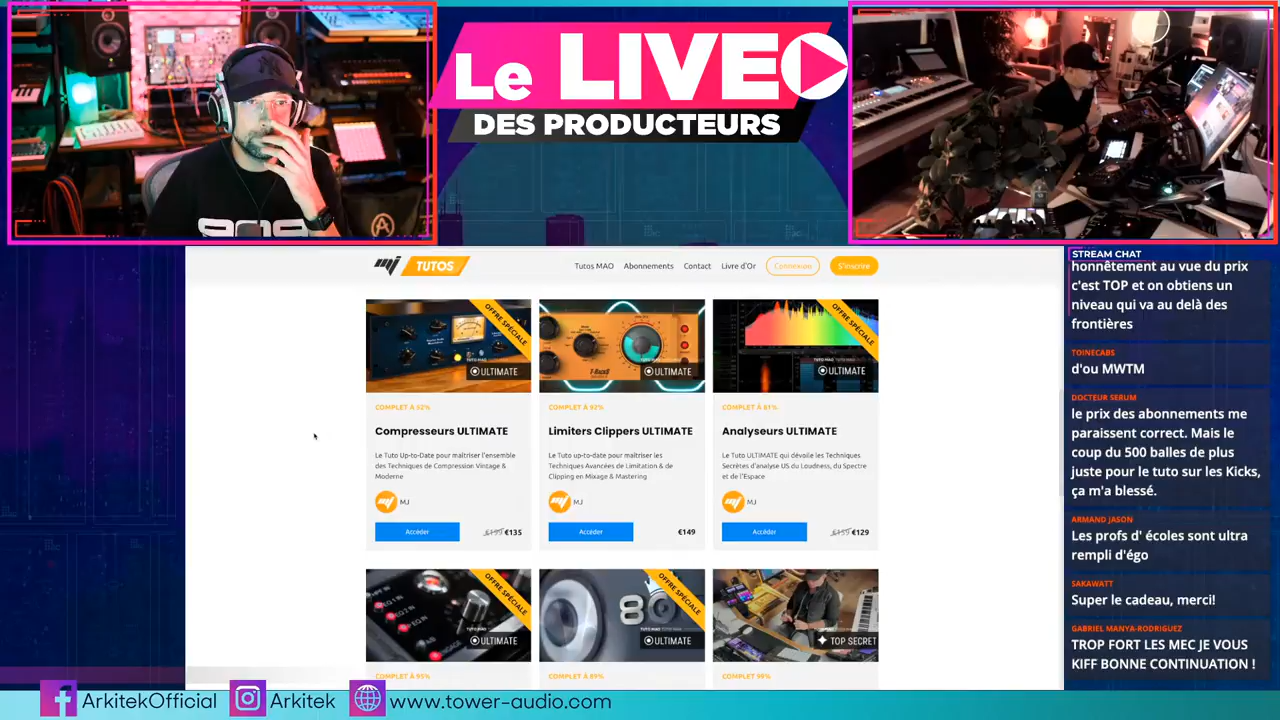 Le LIVE
DES PRODUCTEURS
MJ TUTOS
Tutos MAO Abonnements Contact Livre d'Or Connexion S'inscrire
OFFRE SPÉCIALE
TUTO MAO
ULTIMATE
COMPLET À 52%
Compresseurs ULTIMATE
Le Tuto Up-to-Date pour maîtriser l'ensemble
des Techniques de Compression Vintage &
Moderne
MJ
Accéder €199 €135
T-RackS
ULTIMATE
COMPLET À 92%
Limiters Clippers ULTIMATE
Le Tuto up-to-date pour maîtriser les
Techniques Avancées de Limitation & de
Clipping en Mixage & Mastering
MJ
Accéder €149
OFFRE SPÉCIALE
ULTIMATE
COMPLET À 81%
Analyseurs ULTIMATE
Le Tuto ULTIMATE qui dévoile les Techniques
Secrètes d'analyse US du Loudness, du Spectre
et de l'Espace
MJ
Accéder €159 €129
OFFRE SPÉCIALE
ULTIMATE
COMPLET À 95%
OFFRE SPÉCIALE
80
ULTIMATE
COMPLET À 89%
TOP SECRET
COMPLET 90%
STREAM CHAT
honnêtement au vue du prix
c'est TOP et on obtiens un
niveau qui va au delà des
frontières
TOINECABS
d'ou MWTM
DOCTEUR SERUM
le prix des abonnements me
paraissent correct. Mais le
coup du 500 balles de plus
juste pour le tuto sur les Kicks,
ça m'a blessé.
ARMAND JASON
Les profs d' écoles sont ultra
rempli d'égo
SAKAWATT
Super le cadeau, merci!
GABRIEL MANYA-RODRIGUEZ
TROP FORT LES MEC JE VOUS
KIFF BONNE CONTINUATION !
ArkitekOfficial Arkitek www.tower-audio.com